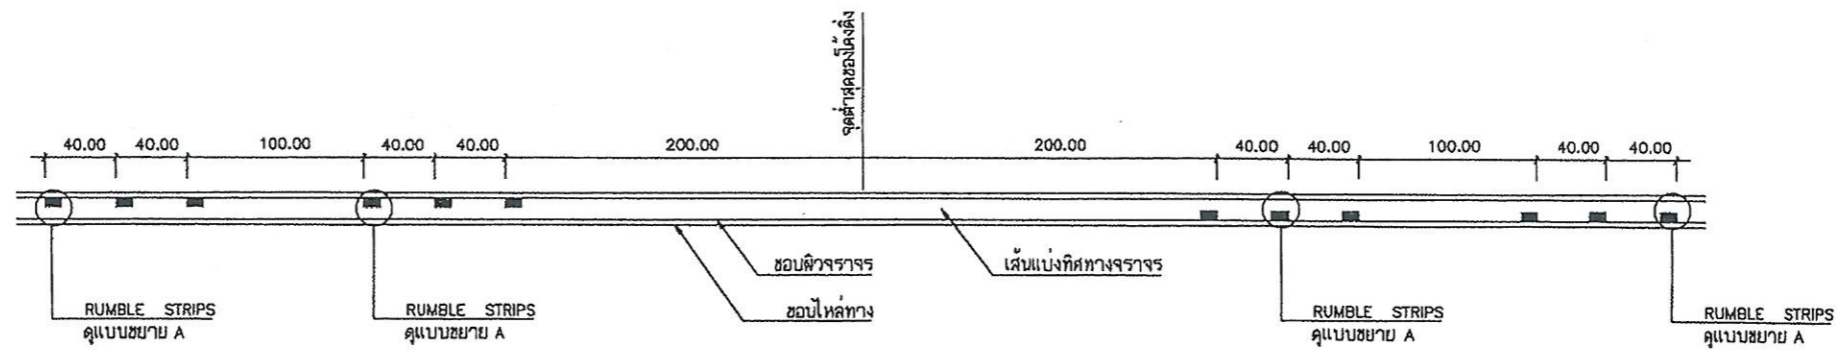 จุดต่ำสุดของโค้งดิ่ง
40.00 40.00 100.00 40.00 40.00 200.00 200.00 40.00 40.00 100.00 40.00 40.00
ขอบผิวจราจร
เส้นแบ่งทิศทางจราจร
ขอบไหล่ทาง
RUMBLE STRIPS
ดูแบบขยาย A
RUMBLE STRIPS
ดูแบบขยาย A
RUMBLE STRIPS
ดูแบบขยาย A
RUMBLE STRIPS
ดูแบบขยาย A